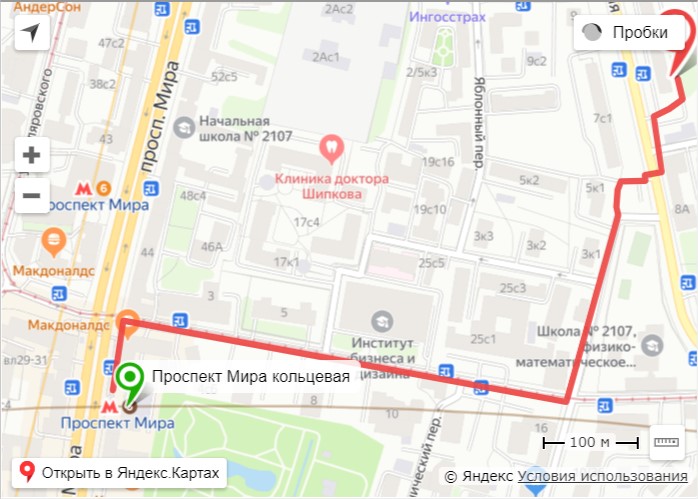 АндерСон
Ингосстрах
Пробки
47с2
2Ас2
2Ас1
9с2
38/55
52с5
2/5к3
Яблонный пер.
просп. Мира
Начальная
школа № 2107
7с1
19с16
Клиника доктора
Шипкова
5к2
5к1
6
Проспект Мира
48с4
17с4
19с10
8А
44
46А
3к3
3к2
3к1
Макдоналдс
17к1
25с5
3
5
25с3
Макдоналдс
25с1
Институт
бизнеса и
дизайна
Школа № 2107,
физико-
математическое...
вл29-31
Проспект Мира кольцевая
8
Проспект Мира
100 м
Открыть в Яндекс.Картах
© Яндекс Условия использования